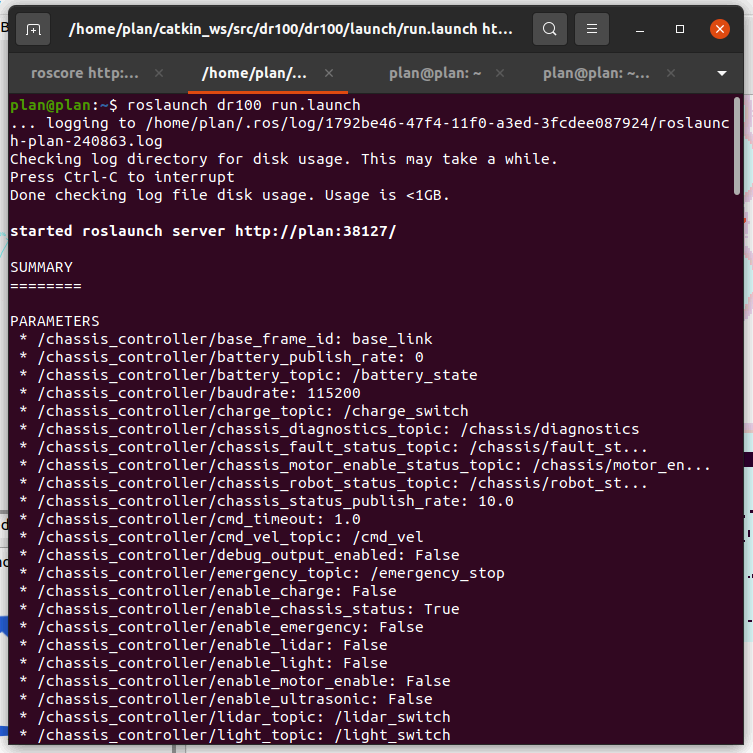 /home/plan/catkin_ws/src/dr100/dr100/launch/run.launch ht...
roscore http:...
/home/plan/...
plan@plan: ~
plan@plan: ~...
plan@plan:~$ roslaunch dr100 run.launch
... logging to /home/plan/.ros/log/1792be46-47f4-11f0-a3ed-3fcdee087924/roslaunc
h-plan-240863.log
Checking log directory for disk usage. This may take a while.
Press Ctrl-C to interrupt
Done checking log file disk usage. Usage is <1GB.
started roslaunch server http://plan:38127/
SUMMARY
========
PARAMETERS
* /chassis_controller/base_frame_id: base_link
* /chassis_controller/battery_publish_rate: 0
* /chassis_controller/battery_topic: /battery_state
* /chassis_controller/baudrate: 115200
* /chassis_controller/charge_topic: /charge_switch
* /chassis_controller/chassis_diagnostics_topic: /chassis/diagnostics
* /chassis_controller/chassis_fault_status_topic: /chassis/fault_st...
* /chassis_controller/chassis_motor_enable_status_topic: /chassis/motor_en...
* /chassis_controller/chassis_robot_status_topic: /chassis/robot_st...
* /chassis_controller/chassis_status_publish_rate: 10.0
* /chassis_controller/cmd_timeout: 1.0
* /chassis_controller/cmd_vel_topic: /cmd_vel
* /chassis_controller/debug_output_enabled: False
* /chassis_controller/emergency_topic: /emergency_stop
* /chassis_controller/enable_charge: False
* /chassis_controller/enable_chassis_status: True
* /chassis_controller/enable_emergency: False
* /chassis_controller/enable_lidar: False
* /chassis_controller/enable_light: False
* /chassis_controller/enable_motor_enable: False
* /chassis_controller/enable_ultrasonic: False
* /chassis_controller/lidar_topic: /lidar_switch
* /chassis_controller/light_topic: /light_switch